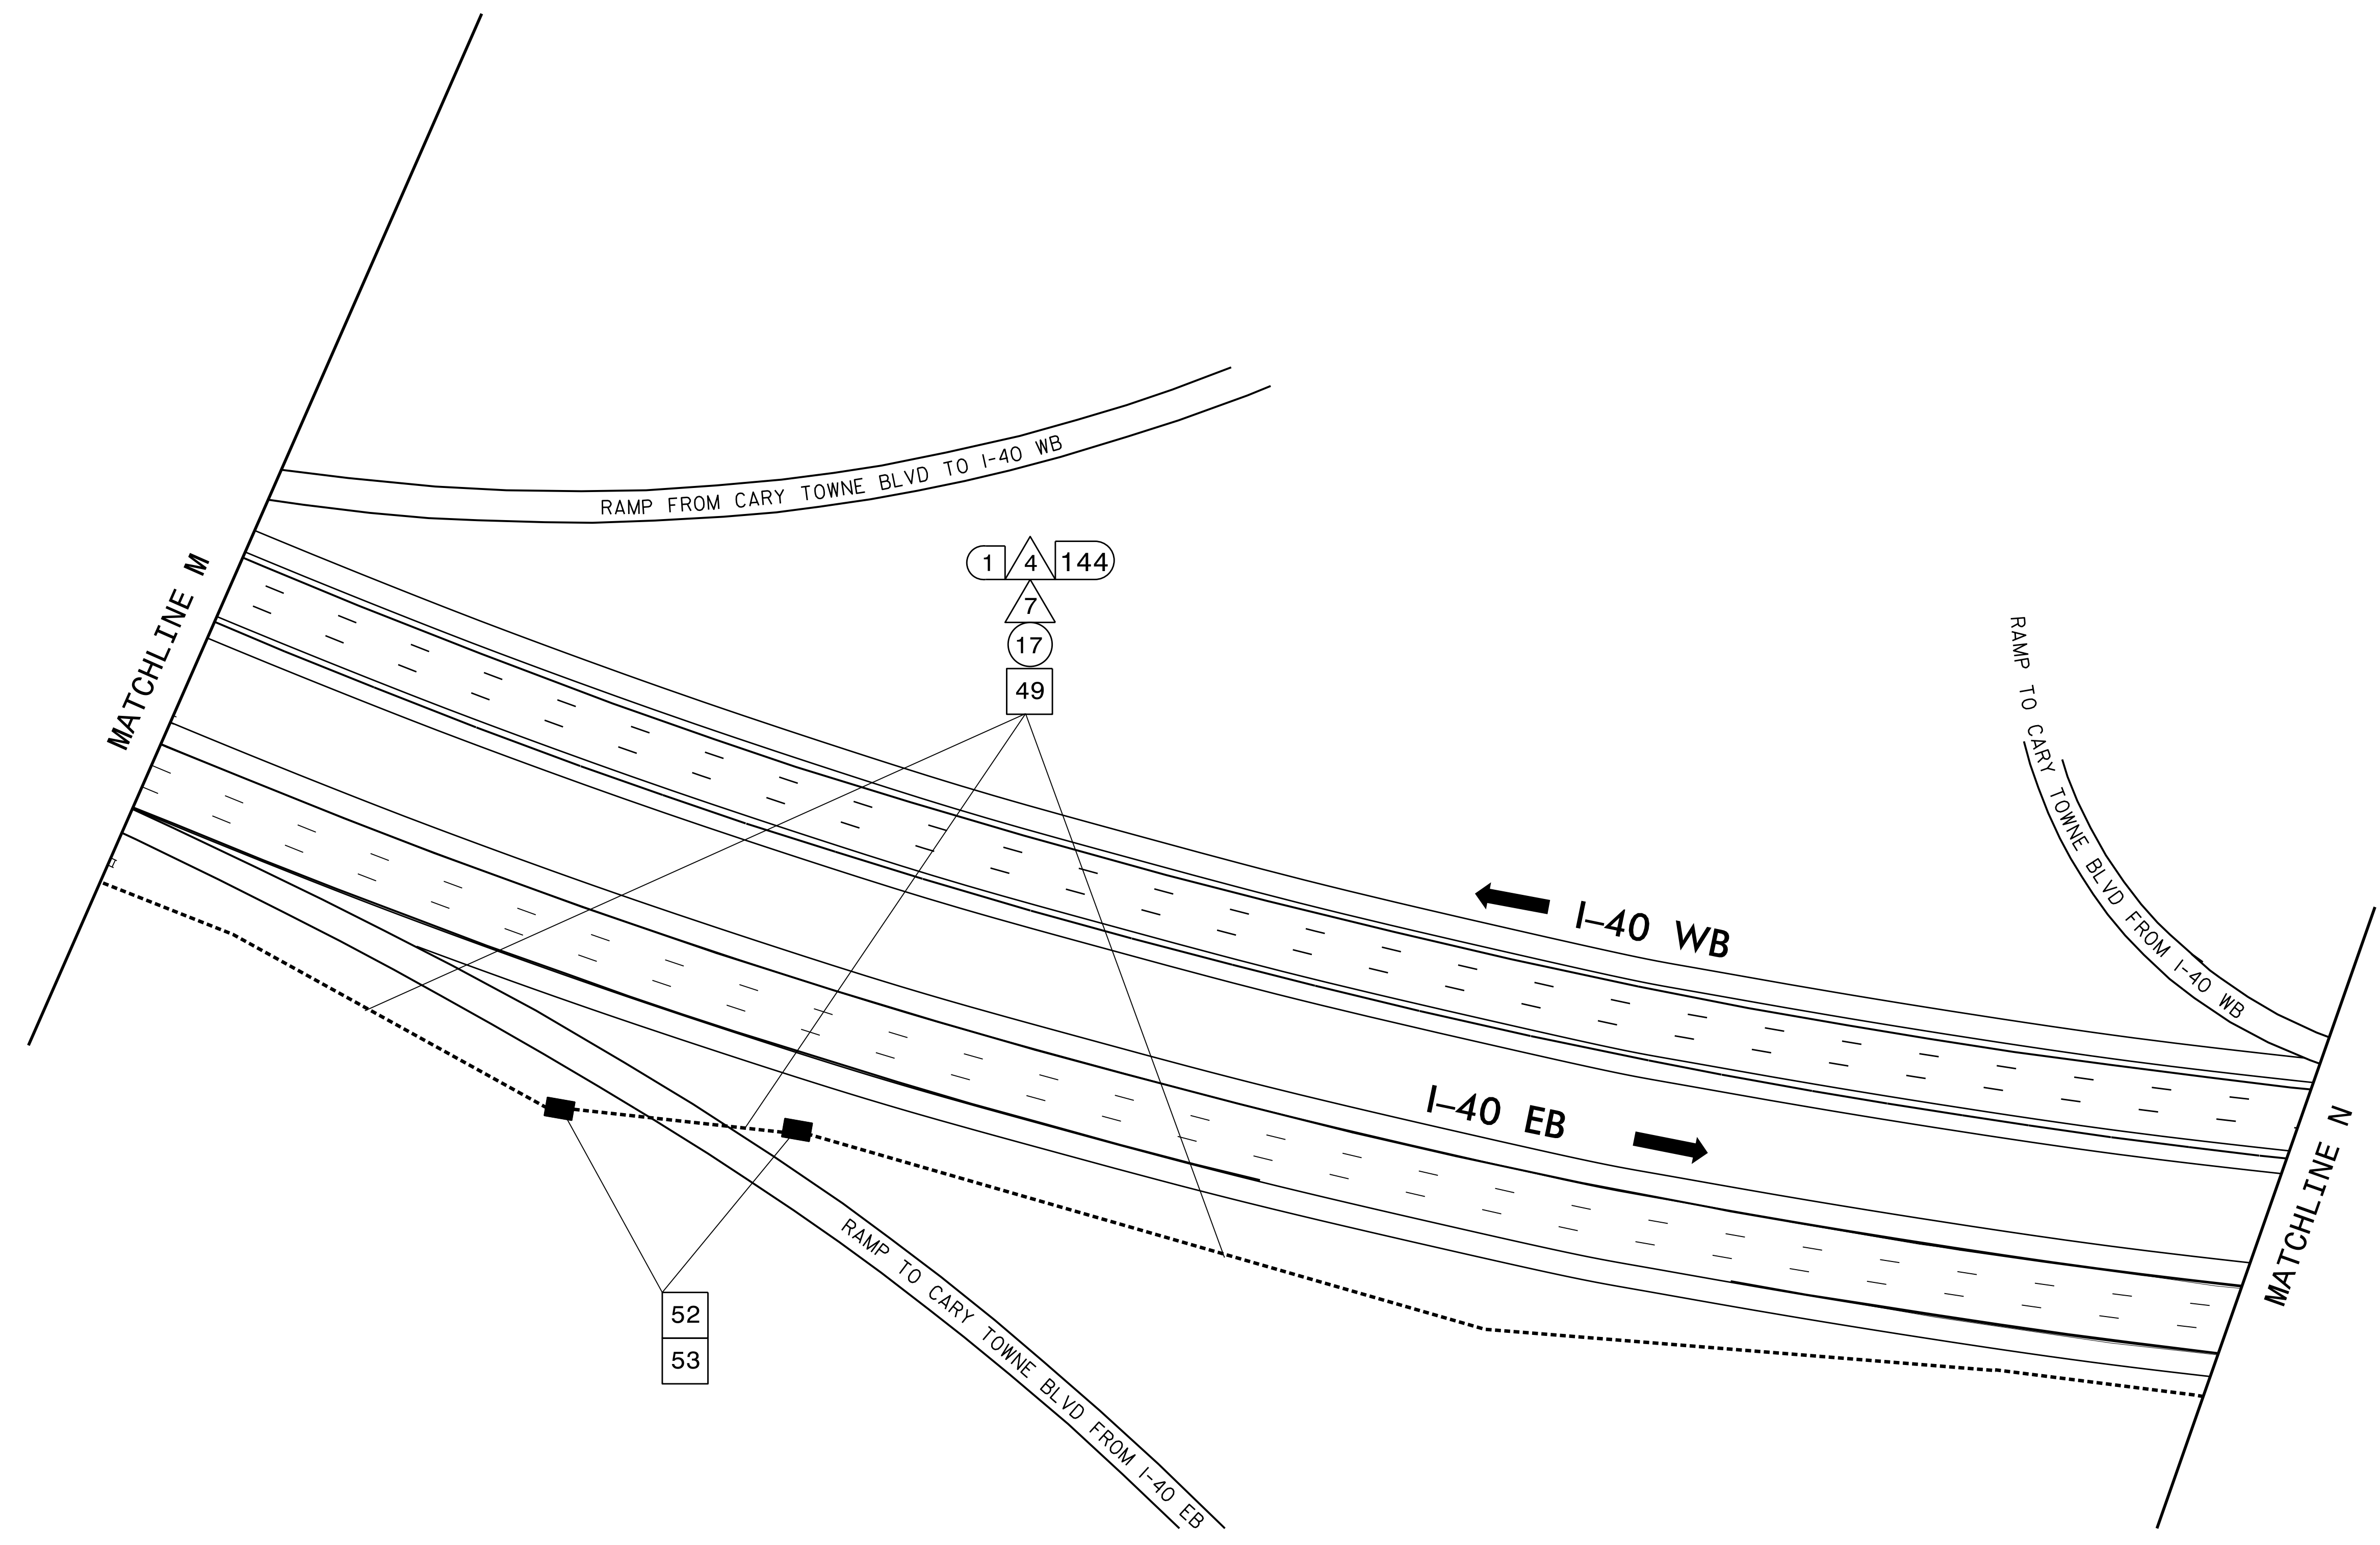 RAMP FROM CARY TOWNE BLVD TO I-40 WB
MATCHLINE M
1 4 144
7
17
49
RAMP TO CARY TOWNE BLVD FROM I-40 WB
I-40 WB
I-40 EB
MATCHLINE N
52
53
RAMP TO CARY TOWNE BLVD FROM I-40 EB